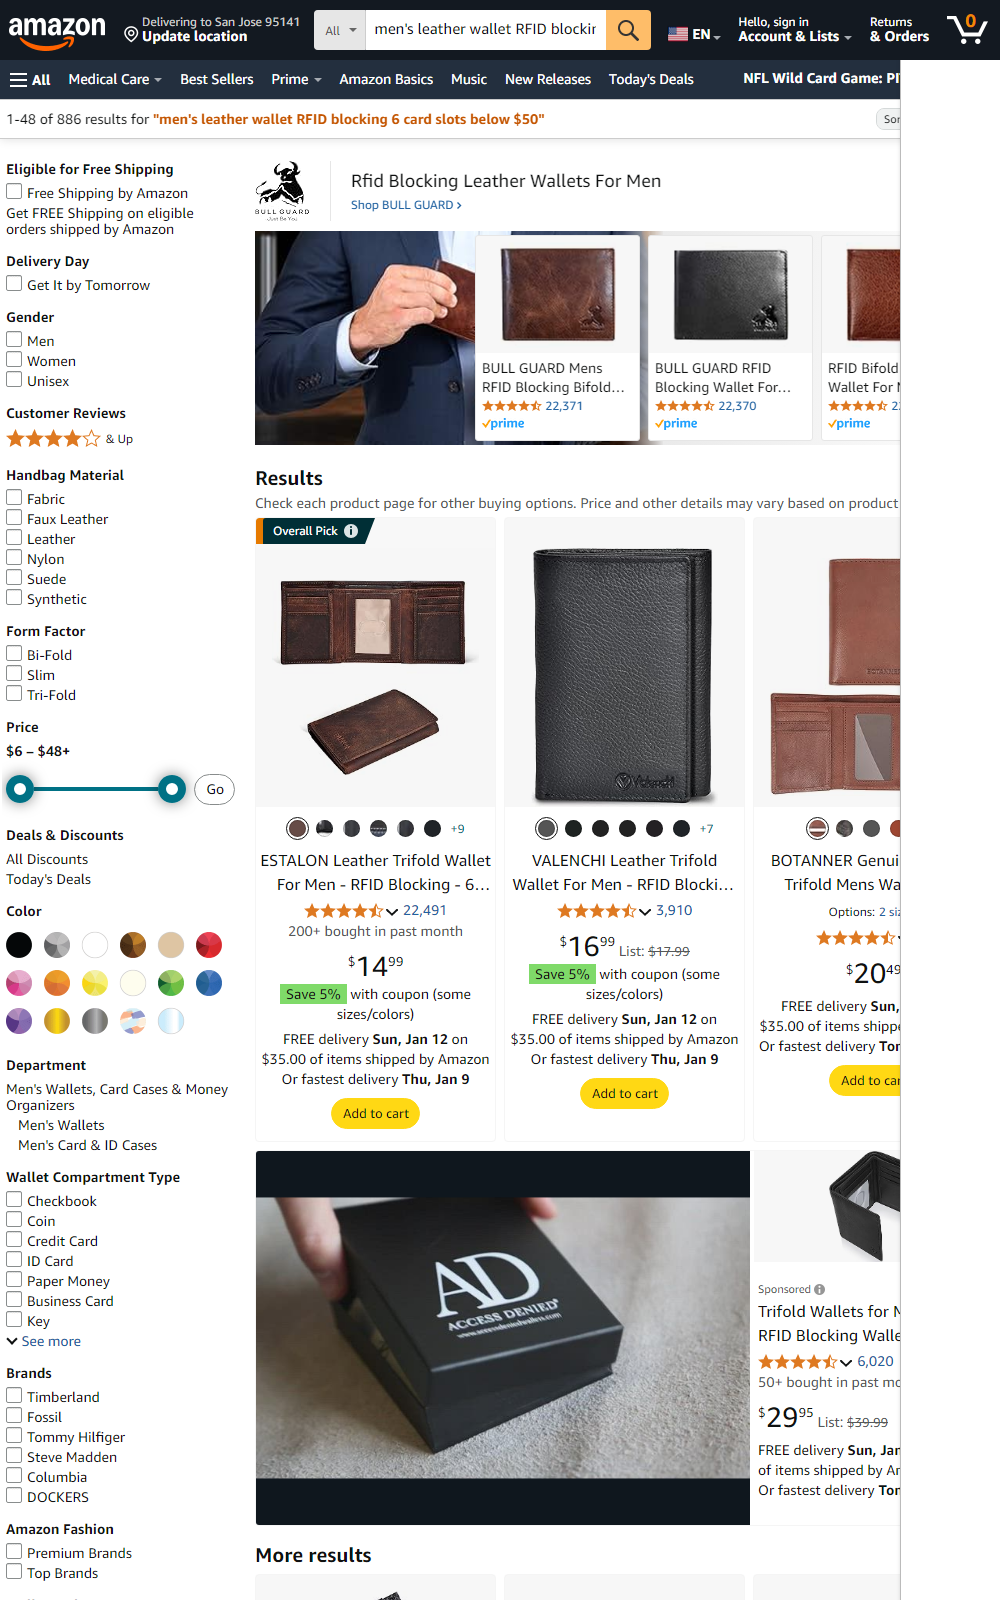 amazon
Delivering to San Jose 95141
Update location
All
men's leather wallet RFID blockin
EN
Hello, sign in
Account & Lists
Returns
& Orders
0
All
Medical Care
Best Sellers
Prime
Amazon Basics
Music
New Releases
Today's Deals
NFL Wild Card Game:
1-48 of 886 results for "men's leather wallet RFID blocking 6 card slots below $50"
Eligible for Free Shipping
Free Shipping by Amazon
Get FREE Shipping on eligible
orders shipped by Amazon
Delivery Day
Get It by Tomorrow
Gender
Men
Women
Unisex
Customer Reviews
& Up
Handbag Material
Fabric
Faux Leather
Leather
Nylon
Suede
Synthetic
Form Factor
Bi-Fold
Slim
Tri-Fold
Price
$6 – $48+
Go
Deals & Discounts
All Discounts
Today's Deals
Color
Department
Men's Wallets, Card Cases & Money
Organizers
Men's Wallets
Men's Card & ID Cases
Wallet Compartment Type
Checkbook
Coin
Credit Card
ID Card
Paper Money
Business Card
Key
See more
Brands
Timberland
Fossil
Tommy Hilfiger
Steve Madden
Columbia
DOCKERS
Amazon Fashion
Premium Brands
Top Brands
BULL GUARD
Just Be You
Rfid Blocking Leather Wallets For Men
Shop BULL GUARD ›
BULL GUARD Mens
RFID Blocking Bifold...
22,371
prime
BULL GUARD RFID
Blocking Wallet For...
22,370
prime
RFID Bifold
Wallet For
prime
Results
Check each product page for other buying options. Price and other details may vary based on product
Overall Pick
ESTALON Leather Trifold Wallet
For Men - RFID Blocking - 6...
+9
22,491
200+ bought in past month
$14.99
Save 5% with coupon (some
sizes/colors)
FREE delivery Sun, Jan 12 on
$35.00 of items shipped by Amazon
Or fastest delivery Thu, Jan 9
Add to cart
Valenchi
+7
VALENCHI Leather Trifold
Wallet For Men - RFID Blocki...
3,910
$16.99 List: $17.99
Save 5% with coupon (some
sizes/colors)
FREE delivery Sun, Jan 12 on
$35.00 of items shipped by Amazon
Or fastest delivery Thu, Jan 9
Add to cart
BOTANNER
Trifold Mens
Options: 2
$20.49
FREE delivery Sun,
$35.00 of items
Or fastest delivery
Add to
AD
ACCESS DENIED
www.accessdeniedwallets.com
Sponsored
Trifold Wallets for
RFID Blocking
6,020
50+ bought in past
$29.95 List: $39.99
FREE delivery Sun,
of items shipped by
Or fastest delivery
More results